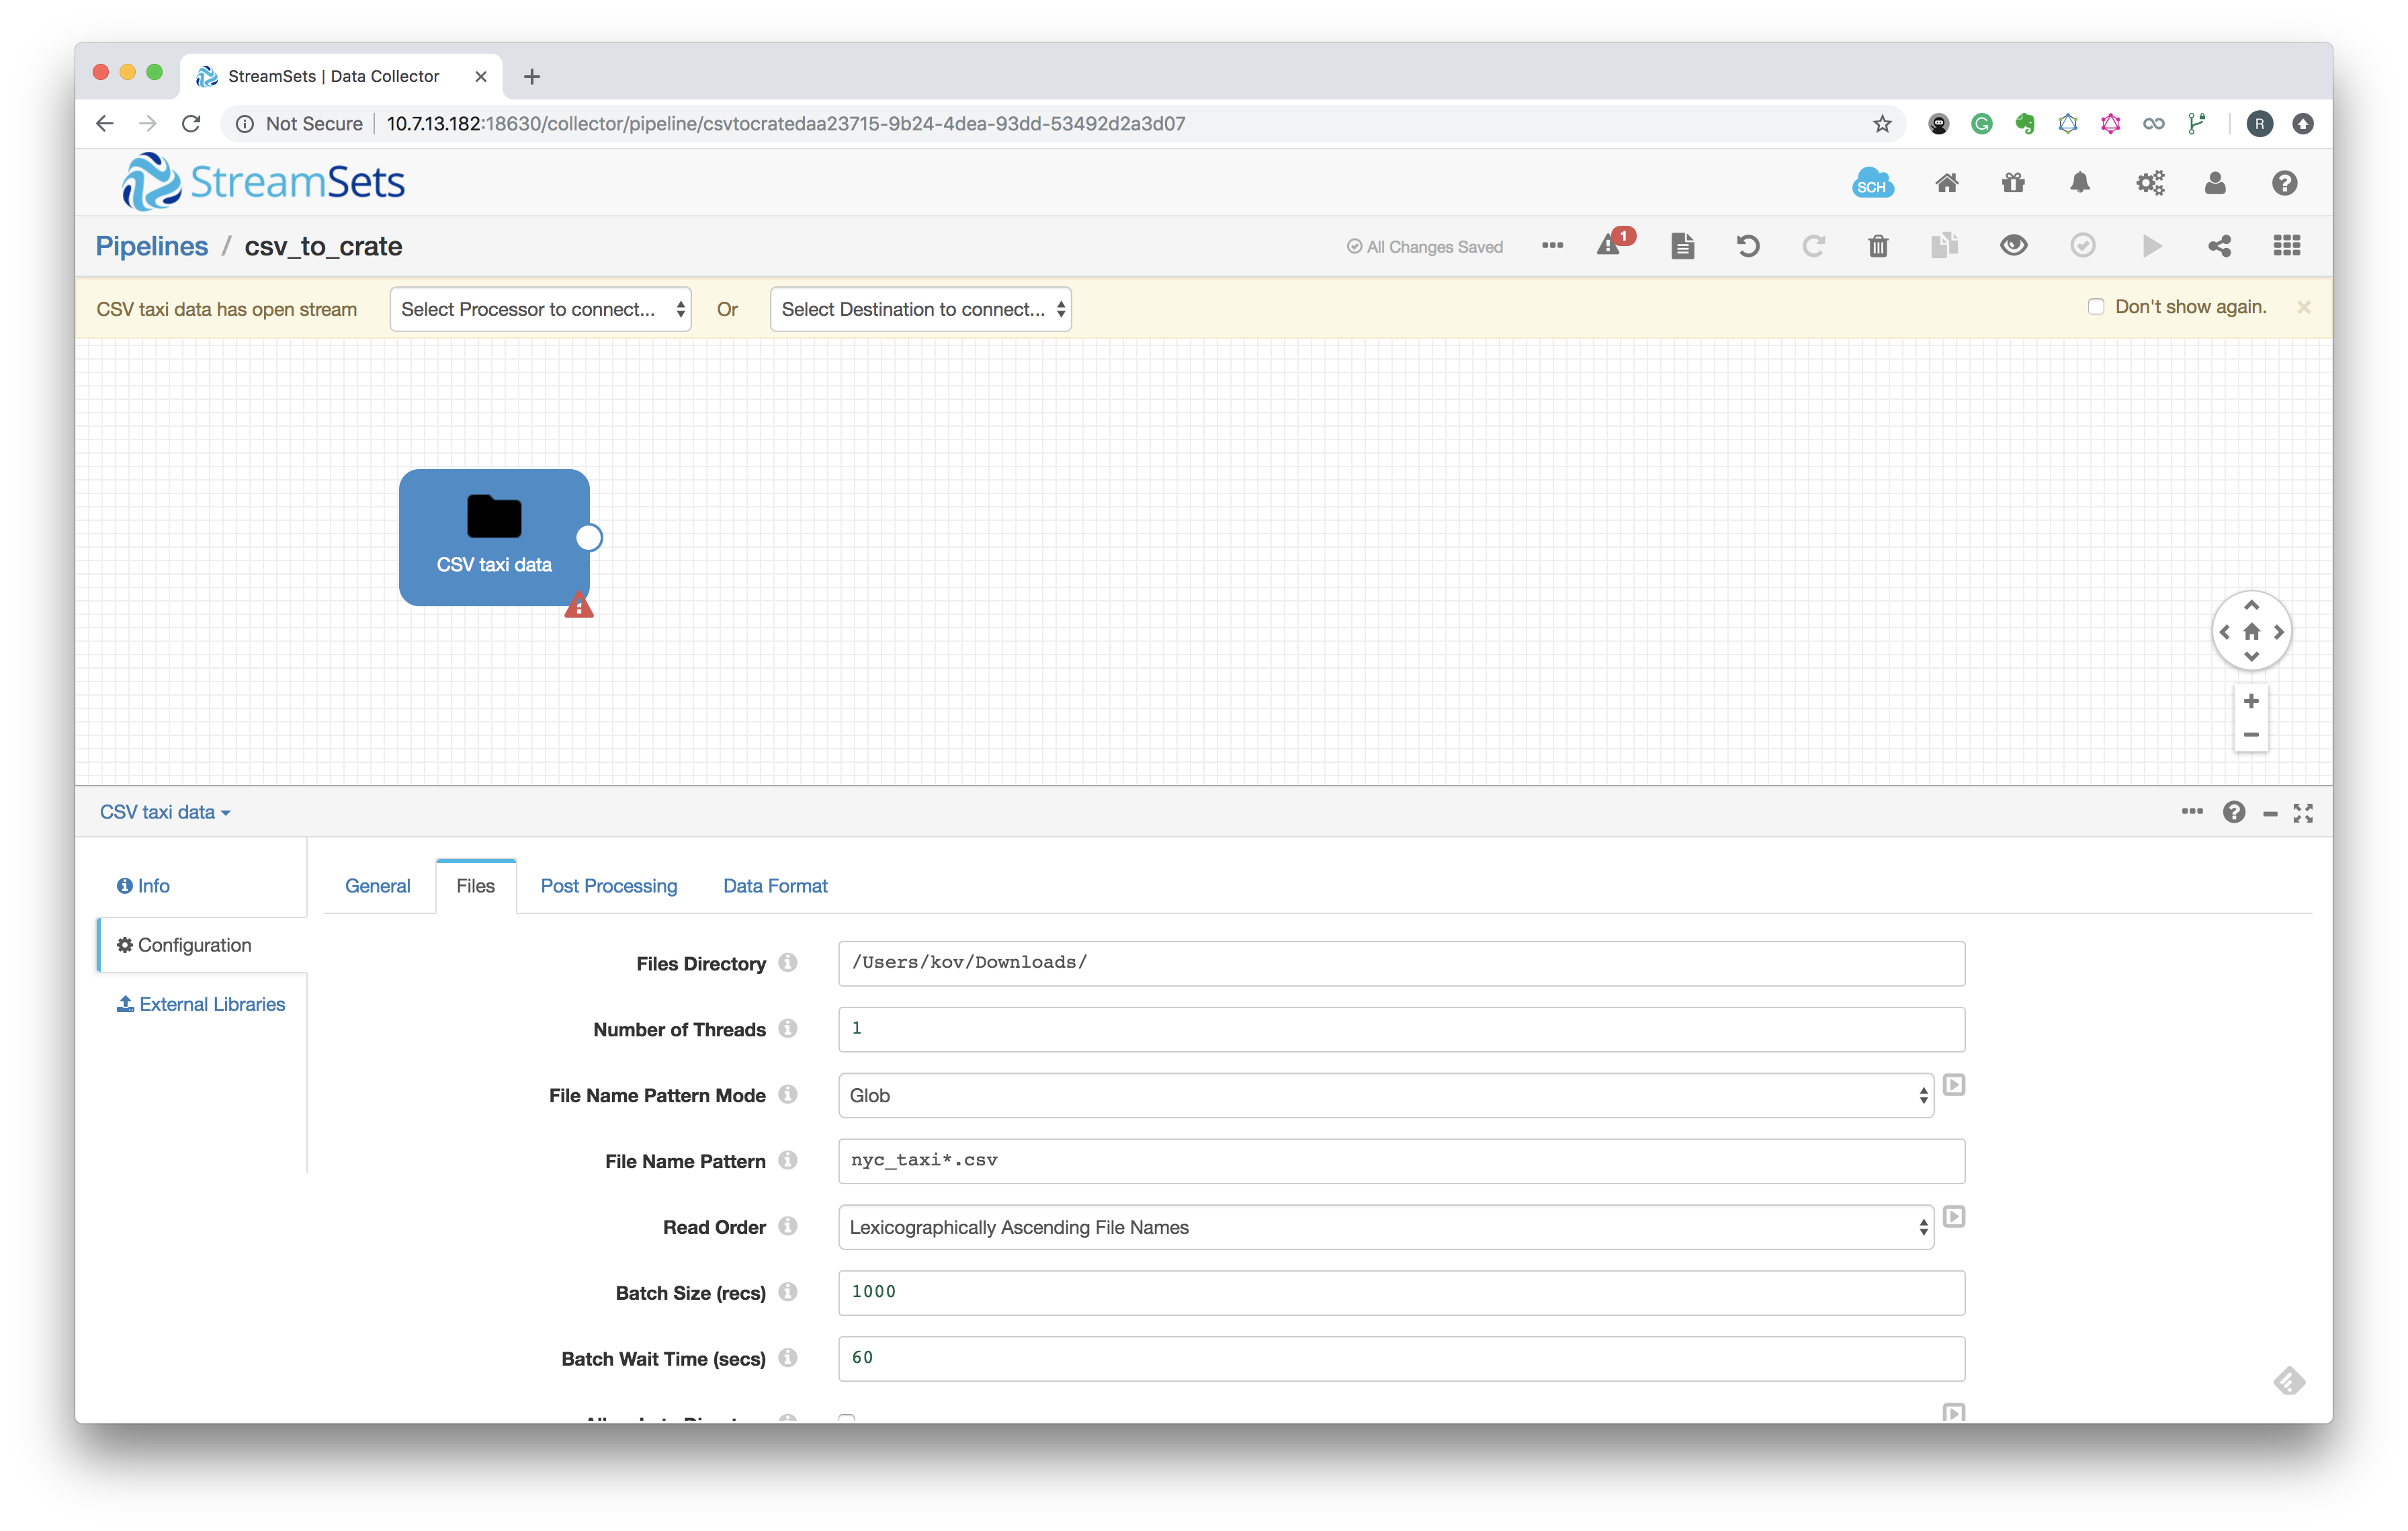 StreamSets | Data Collector
Not Secure 10.7.13.182:18630/collector/pipeline/csvtocratedaa23715-9b24-4dea-93dd-53492d2a3d07
R
StreamSets
SCH
Pipelines / csv_to_crate
All Changes Saved
1
CSV taxi data has open stream
Select Processor to connect...
Or
Select Destination to connect...
Don't show again.
CSV taxi data
CSV taxi data
Info
Configuration
External Libraries
General
Files
Post Processing
Data Format
Files Directory
/Users/kov/Downloads/
Number of Threads
1
File Name Pattern Mode
Glob
File Name Pattern
nyc_taxi*.csv
Read Order
Lexicographically Ascending File Names
Batch Size (recs)
1000
Batch Wait Time (secs)
60